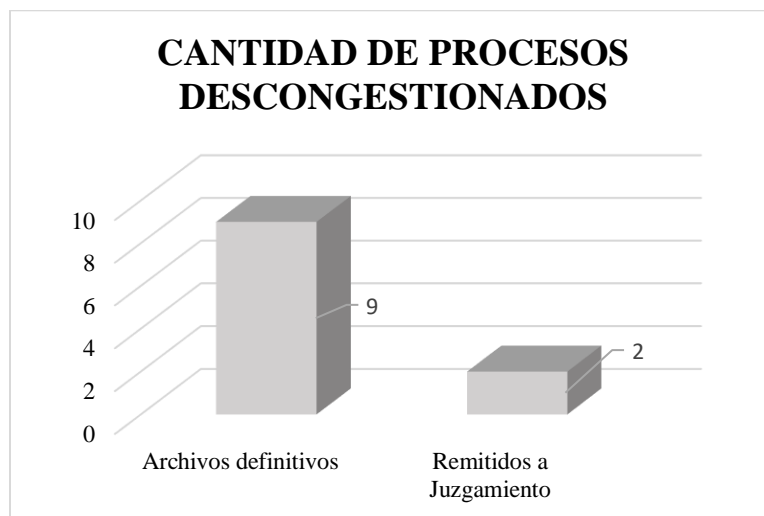 CANTIDAD DE PROCESOS
DESCONGESTIONADOS
10
8
6
4
2
0
9
2
Archivos definitivos
Remitidos a
Juzgamiento